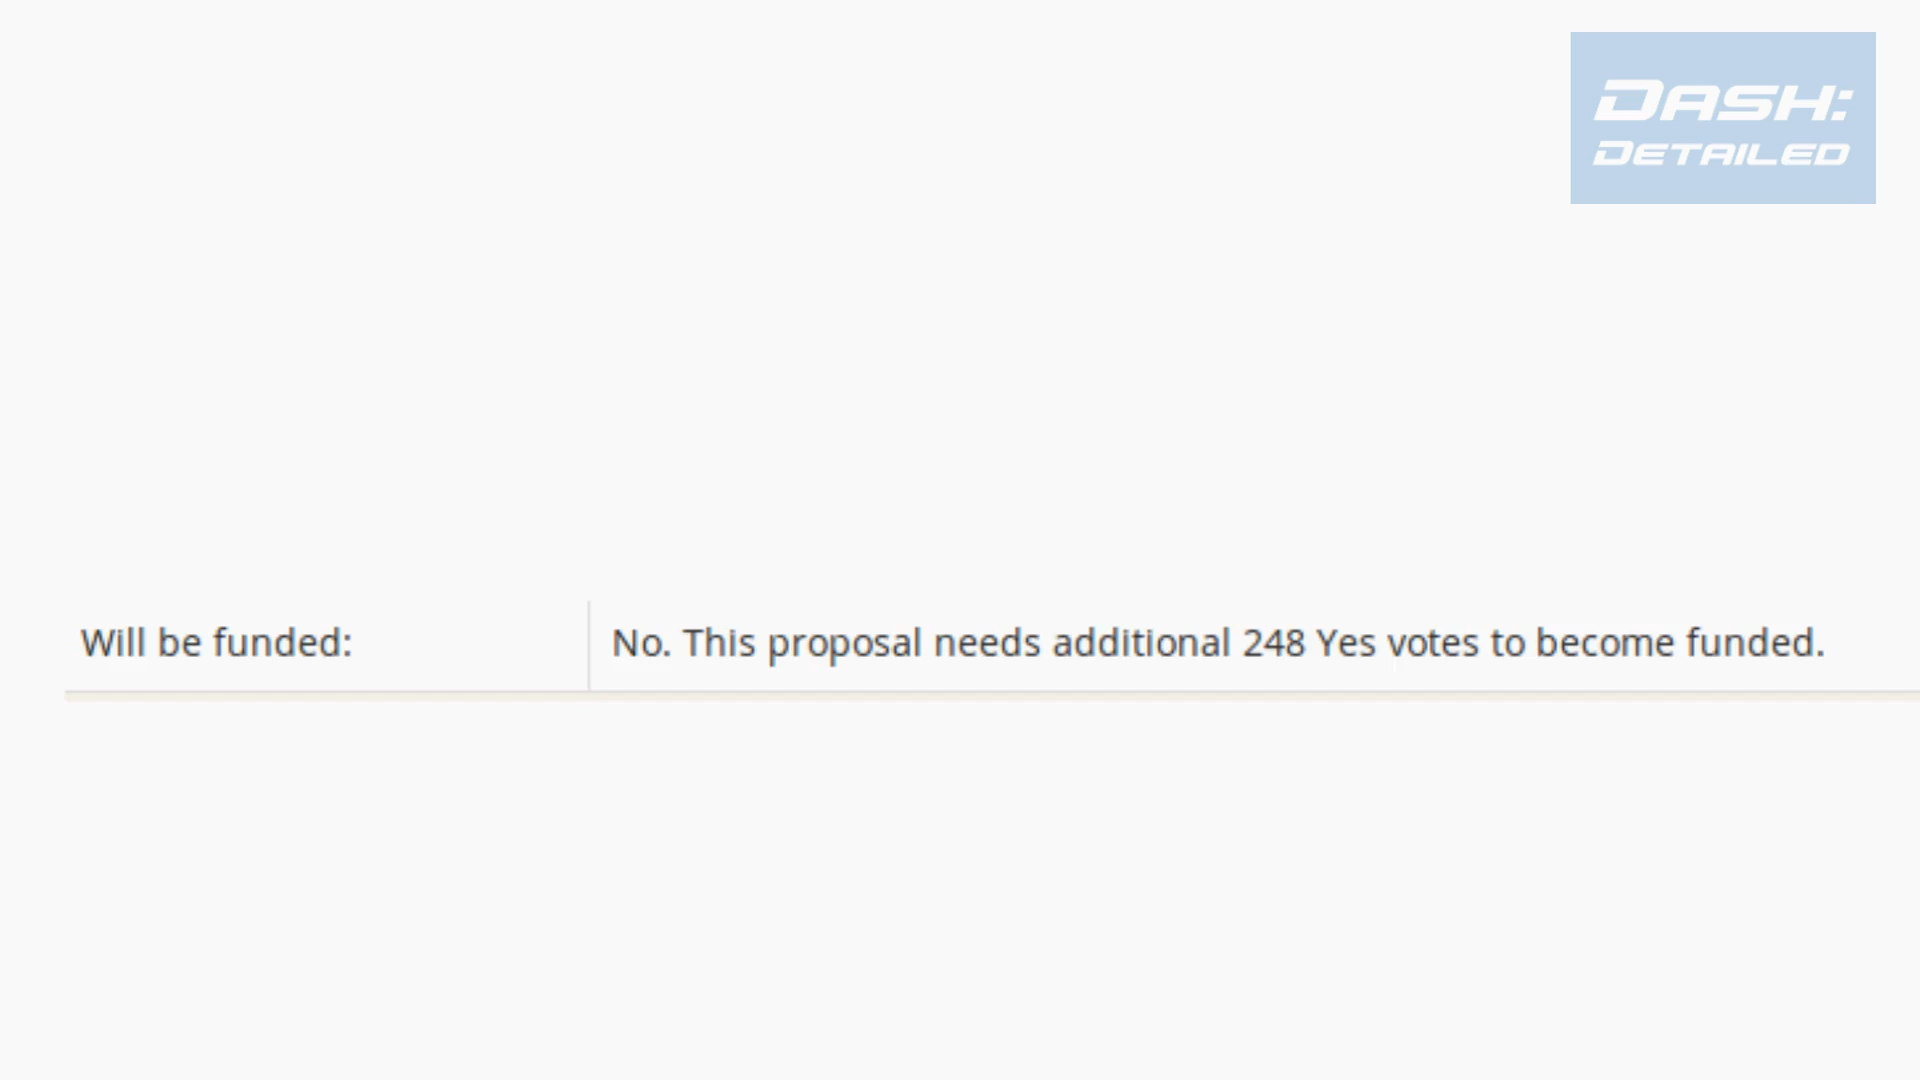 DASH:
DETAILED
Will be funded: No. This proposal needs additional 248 Yes votes to become funded.